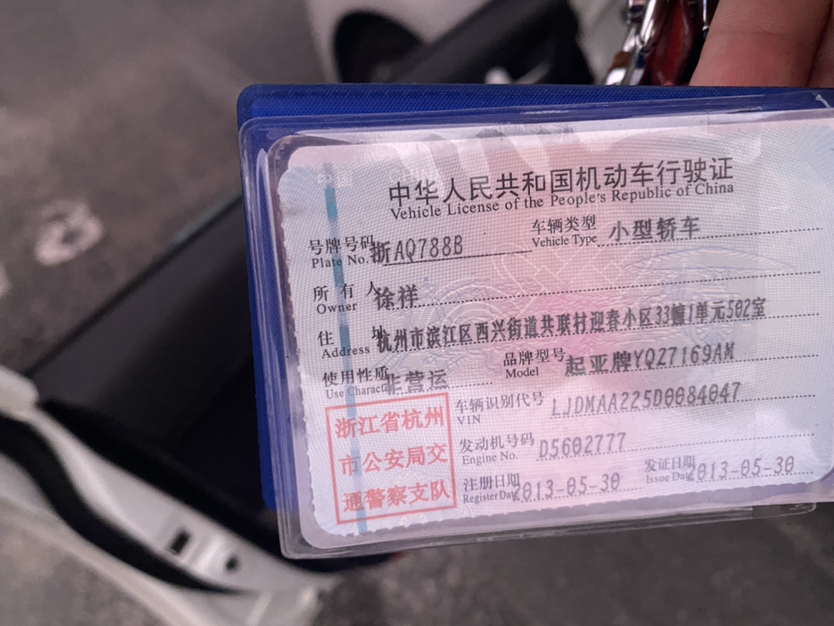 中华人民共和国机动车行驶证
Vehicle License of the People's Republic of China
号牌号码 浙AQ788B 车辆类型 小型轿车
Plate No. Vehicle Type
所有人 徐祥
Owner
住址 杭州市滨江区西兴街道共联村迎春小区33幢1单元502室
Address
使用性质 非营运 品牌型号 起亚牌YQZ7169AM
Use Character Model
浙江省杭州
市公安局交
通警察支队
车辆识别代号 LJDMAA225D0084047
VIN
发动机号码 D5602777
Engine No.
注册日期 2013-05-30 发证日期 2013-05-30
Register Date Issue Date